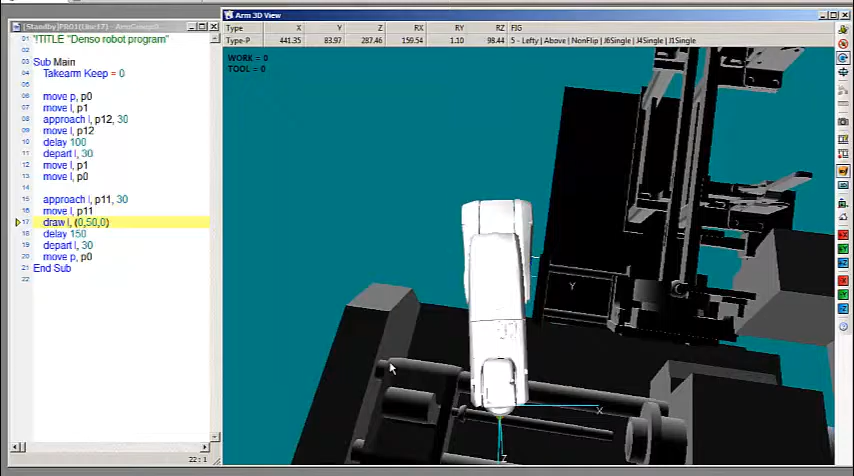 [Standby]PRO1(Line:17) -
Arm 3D View
01 '!TITLE "Denso robot program"
02
03 Sub Main
04 Takearm Keep = 0
05
06 move p, p0
07 move l, p1
08 approach l, p12, 30
09 move l, p12
10 delay 100
11 depart l, 30
12 move l, p1
13 move l, p0
14
15 approach l, p11, 30
16 move l, p11
17 draw l, (0,50,0)
18 delay 150
19 depart l, 30
20 move p, p0
21 End Sub
22
22 : 1
Type X Y Z RX RY RZ FIG
Type-P 441.35 83.97 287.46 159.54 1.10 98.44 5 - Lefty | Above | NonFlip | J6Single | J4Single | J1Single
WORK = 0
TOOL = 0
Y
X
Z